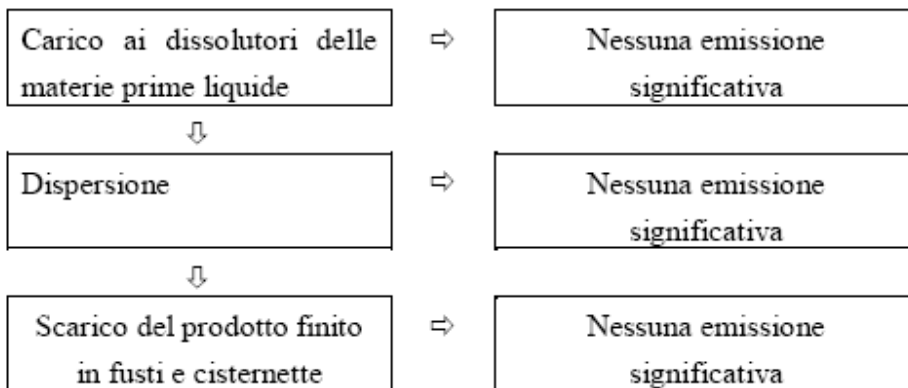 Carico ai dissolutori delle
materie prime liquide
⇨
Nessuna emissione
significativa
⇩
Dispersione
⇨
Nessuna emissione
significativa
⇩
Scarico del prodotto finito
in fusti e cisternette
⇨
Nessuna emissione
significativa